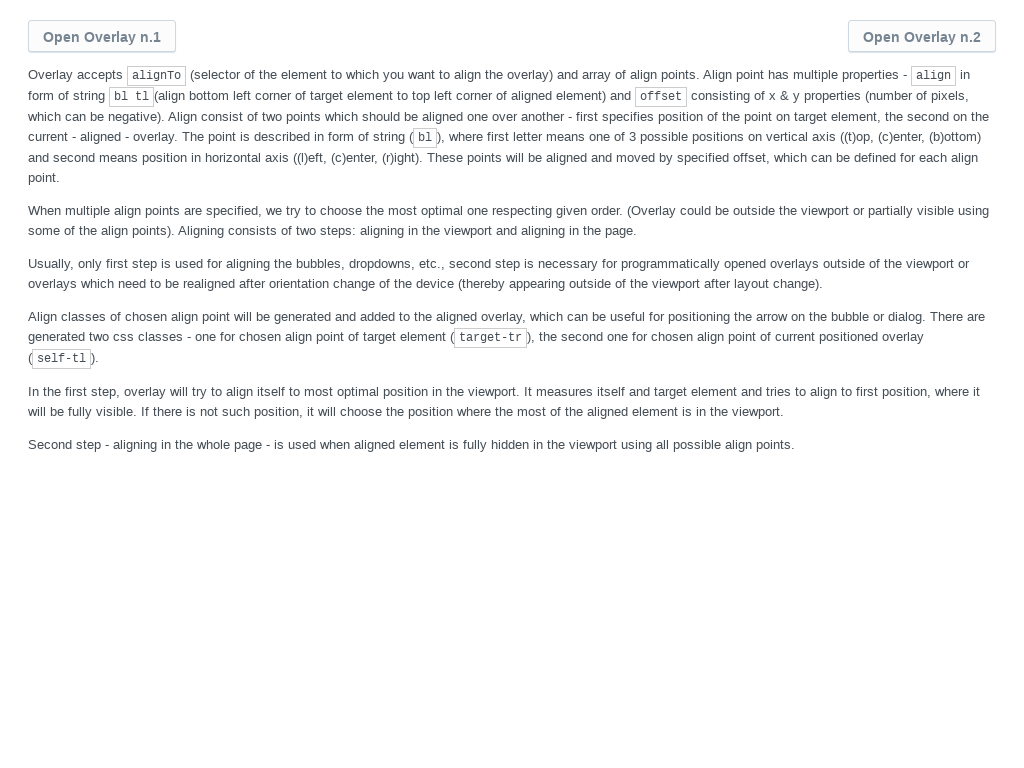 Open Overlay n.1
Open Overlay n.2
Overlay accepts alignTo (selector of the element to which you want to align the overlay) and array of align points. Align point has multiple properties - align in
form of string bl tl (align bottom left corner of target element to top left corner of aligned element) and offset consisting of x & y properties (number of pixels,
which can be negative). Align consist of two points which should be aligned one over another - first specifies position of the point on target element, the second on the
current - aligned - overlay. The point is described in form of string ( bl ), where first letter means one of 3 possible positions on vertical axis ((t)op, (c)enter, (b)ottom)
and second means position in horizontal axis ((l)eft, (c)enter, (r)ight). These points will be aligned and moved by specified offset, which can be defined for each align
point.
When multiple align points are specified, we try to choose the most optimal one respecting given order. (Overlay could be outside the viewport or partially visible using
some of the align points). Aligning consists of two steps: aligning in the viewport and aligning in the page.
Usually, only first step is used for aligning the bubbles, dropdowns, etc., second step is necessary for programmatically opened overlays outside of the viewport or
overlays which need to be realigned after orientation change of the device (thereby appearing outside of the viewport after layout change).
Align classes of chosen align point will be generated and added to the aligned overlay, which can be useful for positioning the arrow on the bubble or dialog. There are
generated two css classes - one for chosen align point of target element ( target-tr ), the second one for chosen align point of current positioned overlay
( self-tl ).
In the first step, overlay will try to align itself to most optimal position in the viewport. It measures itself and target element and tries to align to first position, where it
will be fully visible. If there is not such position, it will choose the position where the most of the aligned element is in the viewport.
Second step - aligning in the whole page - is used when aligned element is fully hidden in the viewport using all possible align points.